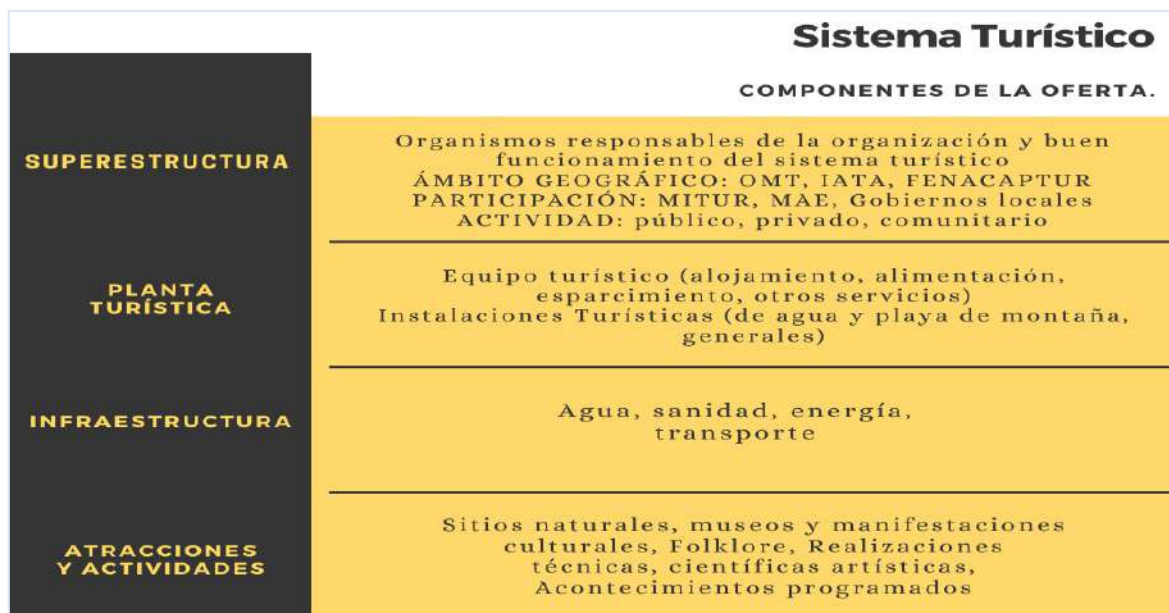 Sistema Turístico
COMPONENTES DE LA OFERTA.
SUPERESTRUCTURA
Organismos responsables de la organización y buen
funcionamiento del sistema turístico
ÁMBITO GEOGRÁFICO: OMT, IATA, FENACAPTUR
PARTICIPACIÓN: MITUR, MAE, Gobiernos locales
ACTIVIDAD: público, privado, comunitario
PLANTA
TURÍSTICA
Equipo turístico (alojamiento, alimentación,
esparcimiento, otros servicios)
Instalaciones Turísticas (de agua y playa de montaña,
generales)
INFRAESTRUCTURA
Agua, sanidad, energía,
transporte
ATRACCIONES
Y ACTIVIDADES
Sitios naturales, museos y manifestaciones
culturales, Folklore, Realizaciones
técnicas, científicas artísticas,
Acontecimientos programados